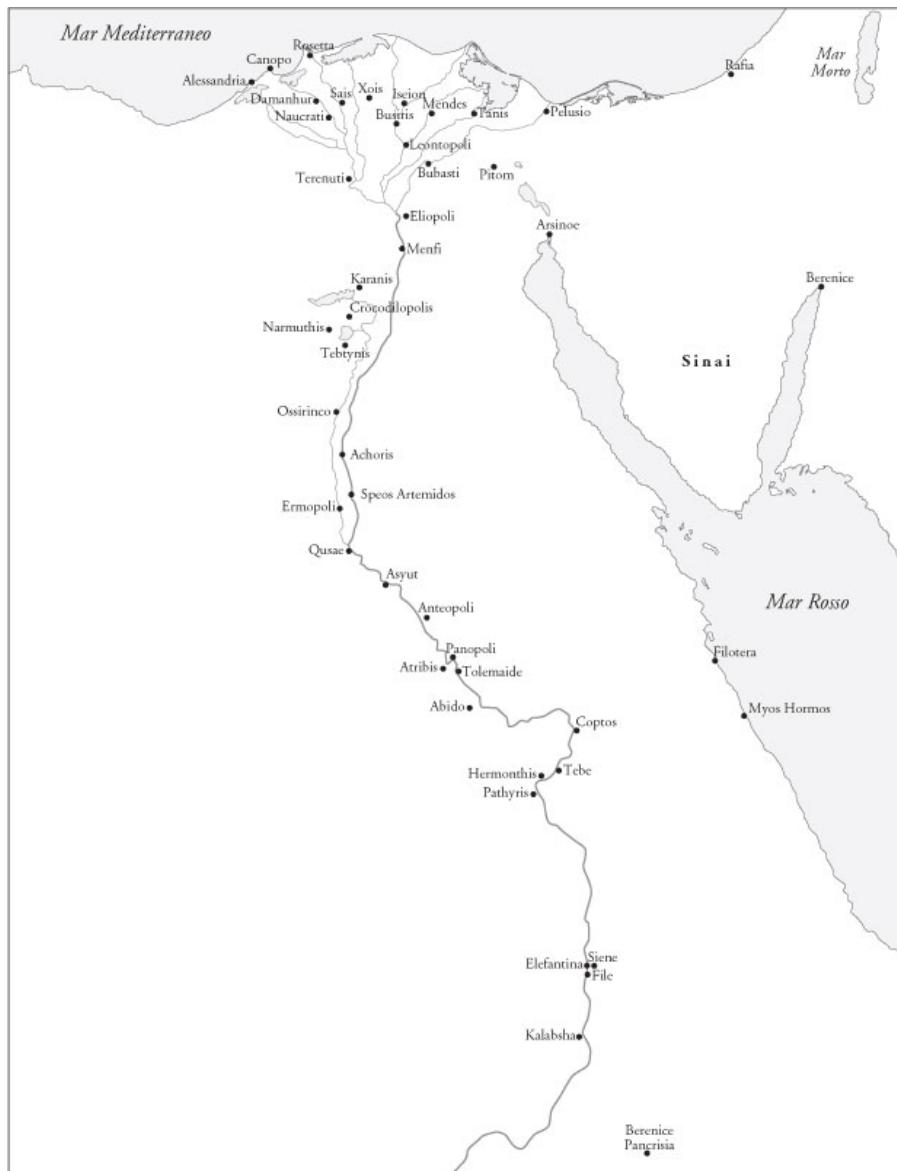 Mar Mediterraneo
Rosetta
Canopo
Alessandria
Damanhur
Sais
Xois
Iseion
Mendes
Naucrati
Busiris
Tanis
Pelusio
Rafia
Mar
Morto
Leontopoli
Terenuti
Bubasti
Pitom
Eliopoli
Arsinoe
Menfi
Karanis
Berenice
Crocodilopolis
Narmuthis
Tebtynis
Sinai
Ossirinco
Achoris
Speos Artemidos
Ermopoli
Qusae
Asyut
Mar Rosso
Anteopoli
Panopoli
Atribis
Tolemaide
Filotera
Abido
Myos Hormos
Coptos
Hermonthis
Tebe
Pathyris
Elefantina
Siene
File
Kalabsha
Berenice
Pancrisia